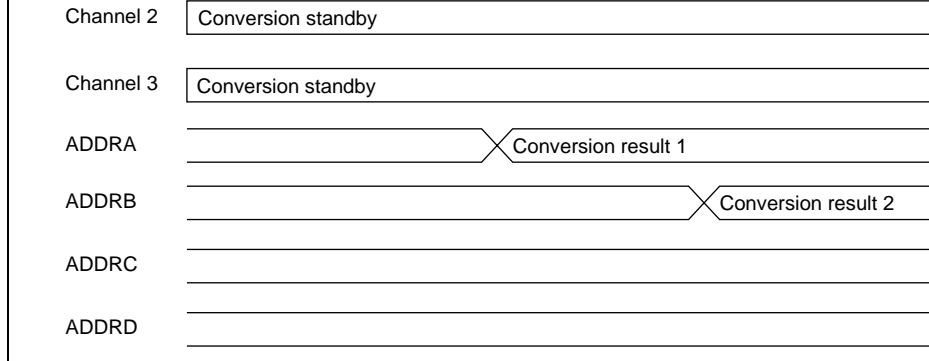 Channel 2 Conversion standby
Channel 3 Conversion standby
ADDRA Conversion result 1
ADDRB Conversion result 2
ADDRC
ADDRD